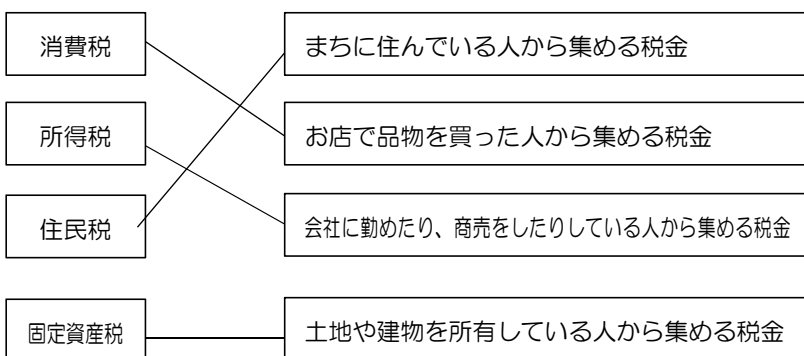 消費税
まちに住んでいる人から集める税金
所得税
お店で品物を買った人から集める税金
住民税
会社に勤めたり、商売をしたりしている人から集める税金
固定資産税
土地や建物を所有している人から集める税金